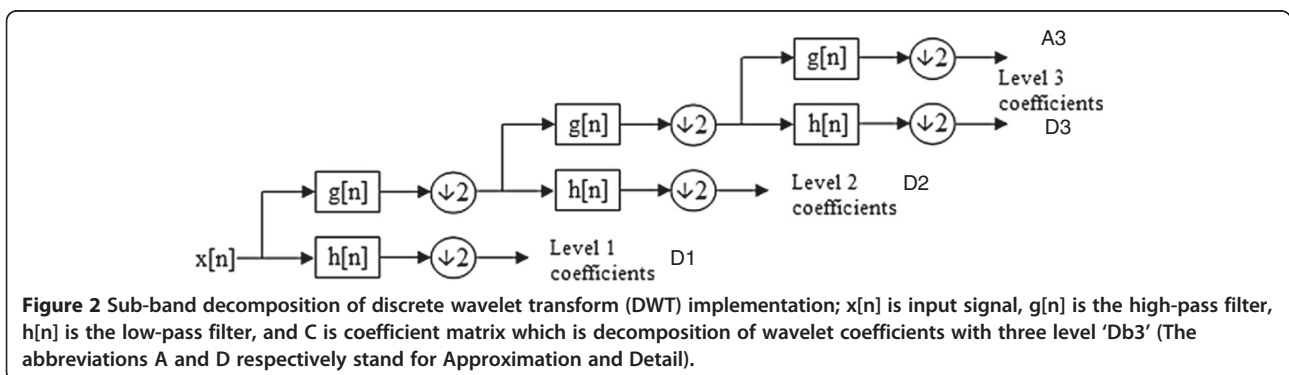 A3
g[n] ↓2
Level 3
coefficients
g[n] ↓2 h[n] ↓2 D3
g[n] ↓2 h[n] ↓2 Level 2 D2
coefficients
x[n] h[n] ↓2 Level 1 D1
coefficients
Figure 2 Sub-band decomposition of discrete wavelet transform (DWT) implementation; x[n] is input signal, g[n] is the high-pass filter,
h[n] is the low-pass filter, and C is coefficient matrix which is decomposition of wavelet coefficients with three level ‘Db3’ (The
abbreviations A and D respectively stand for Approximation and Detail).